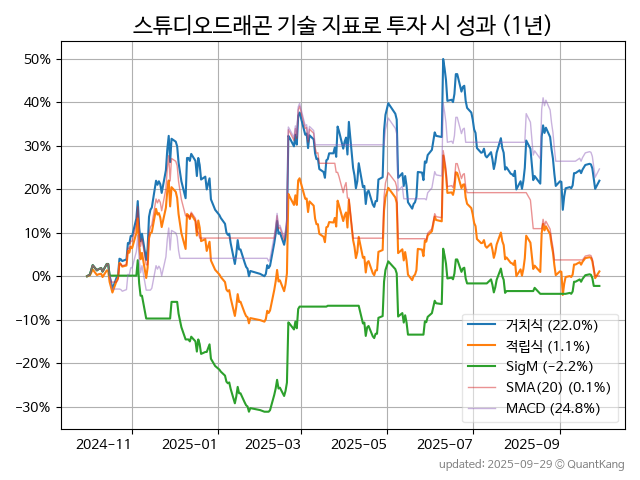 스튜디오드래곤 기술 지표로 투자 시 성과 (1년)
50%
40%
30%
20%
10%
0%
−10%
−20%
−30%
거치식 (22.0%)
적립식 (1.1%)
SigM (−2.2%)
SMA(20) (0.1%)
MACD (24.8%)
2024-11 2025-01 2025-03 2025-05 2025-07 2025-09
updated: 2025-09-29 © QuantKang